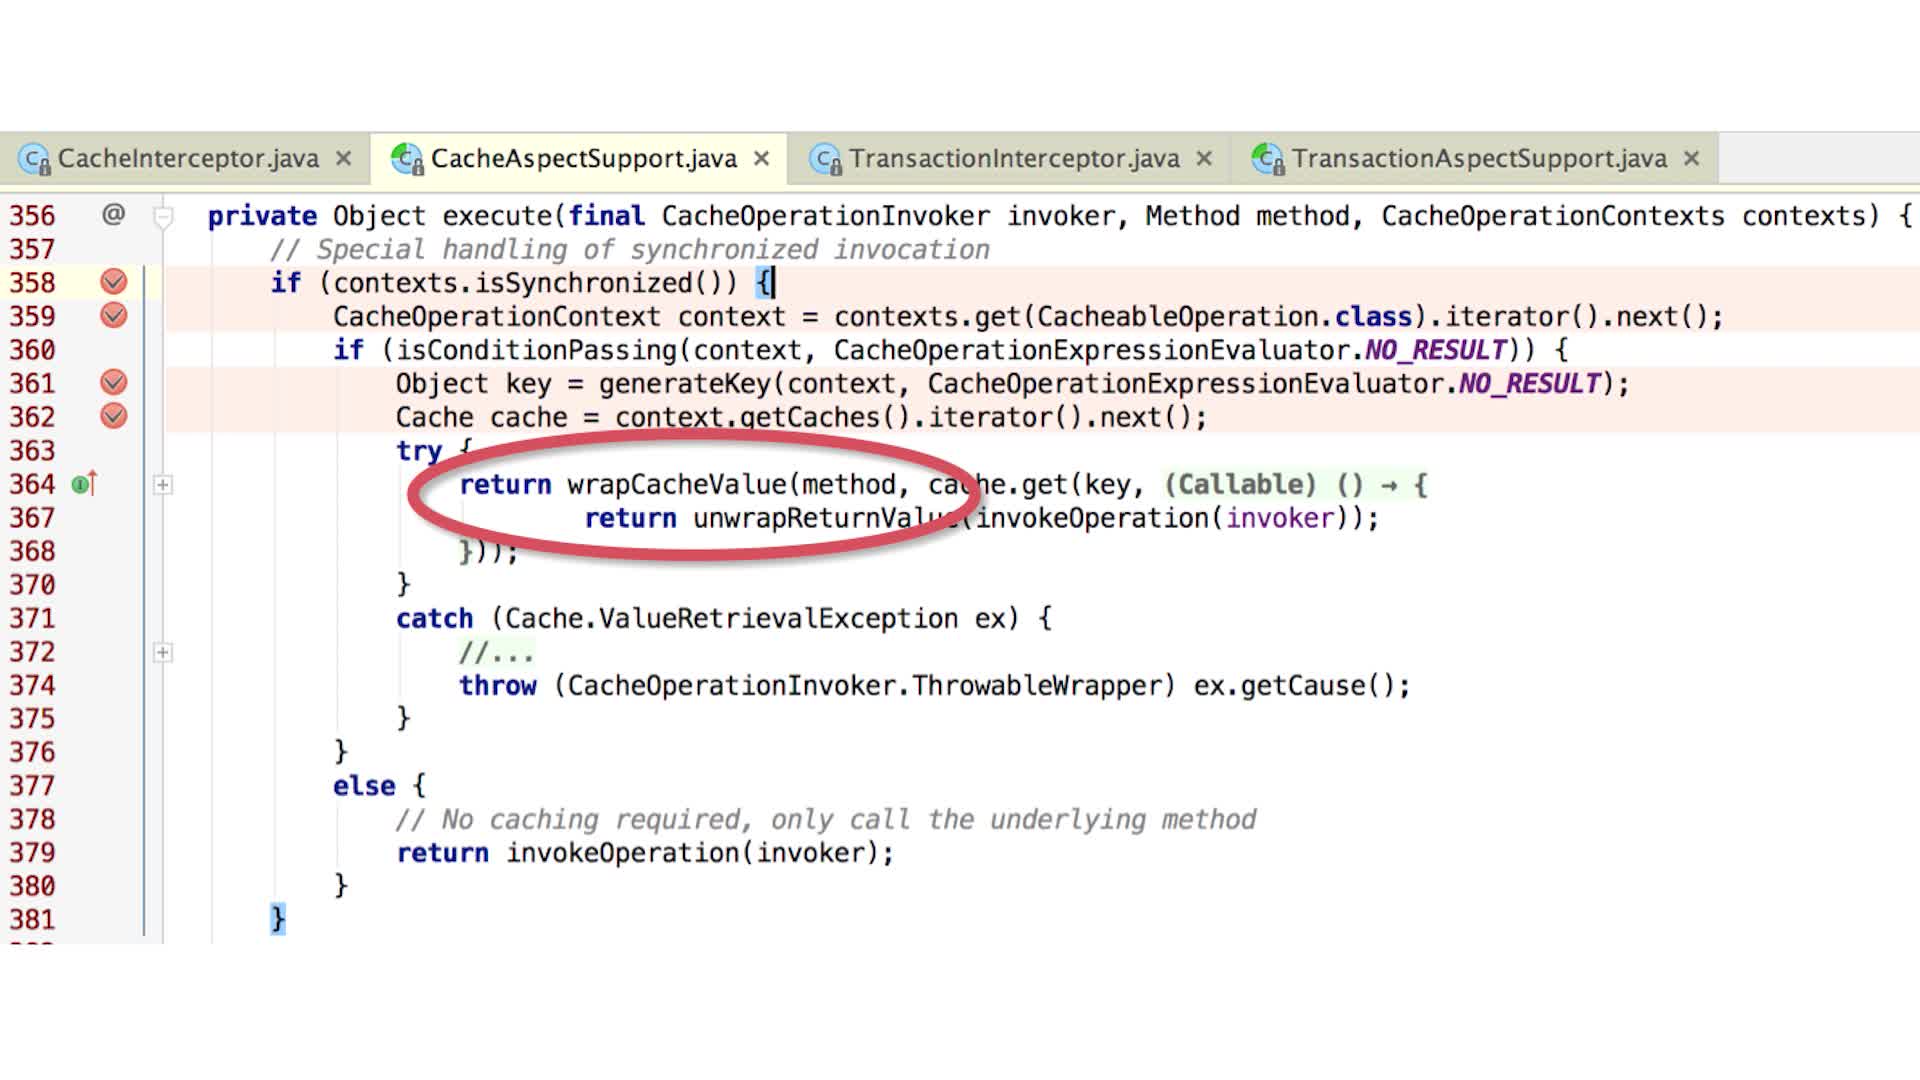 CacheInterceptor.java × CacheAspectSupport.java × TransactionInterceptor.java × TransactionAspectSupport.java ×
356 @ private Object execute(final CacheOperationInvoker invoker, Method method, CacheOperationContexts contexts) {
357 // Special handling of synchronized invocation
358 if (contexts.isSynchronized()) {
359 CacheOperationContext context = contexts.get(CacheableOperation.class).iterator().next();
360 if (isConditionPassing(context, CacheOperationExpressionEvaluator.NO_RESULT)) {
361 Object key = generateKey(context, CacheOperationExpressionEvaluator.NO_RESULT);
362 Cache cache = context.getCaches().iterator().next();
363 try {
364 return wrapCacheValue(method, cache.get(key, (Callable) () → {
367 return unwrapReturnValue(invokeOperation(invoker));
368 }));
370 }
371 catch (Cache.ValueRetrievalException ex) {
372 //...
374 throw (CacheOperationInvoker.ThrowableWrapper) ex.getCause();
375 }
376 }
377 else {
378 // No caching required, only call the underlying method
379 return invokeOperation(invoker);
380 }
381 }